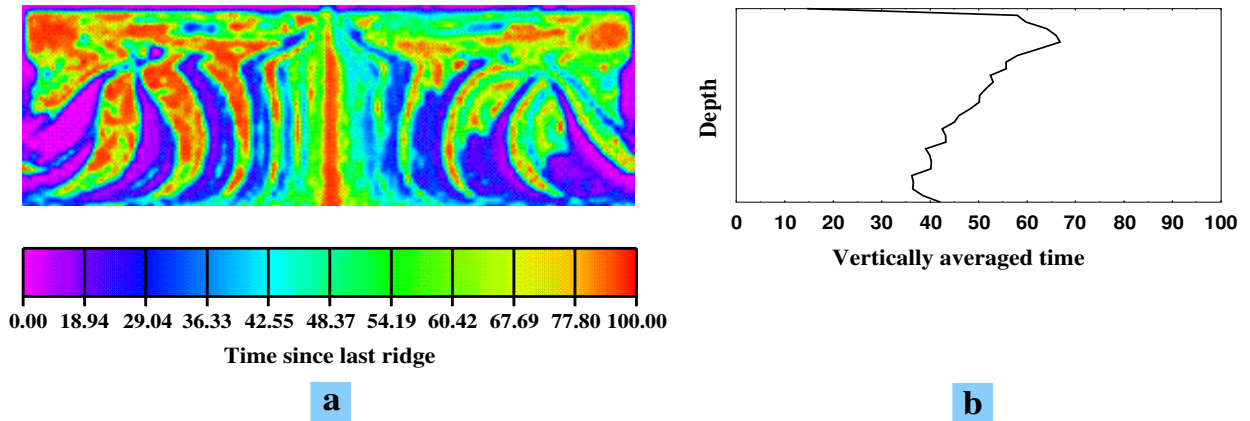 0.00 18.94 29.04 36.33 42.55 48.37 54.19 60.42 67.69 77.80 100.00
Time since last ridge
a
Depth
0 10 20 30 40 50 60 70 80 90 100
Vertically averaged time
b